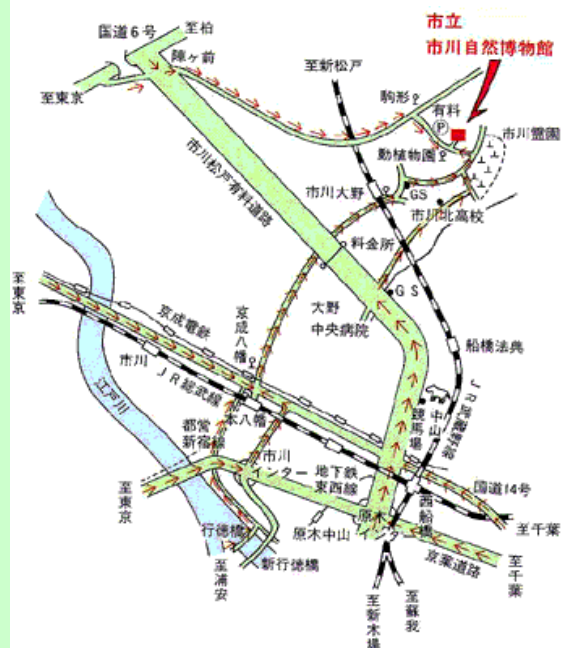 市立
市川自然博物館
至柏
国道6号
陣ヶ前
至東京
至新松戸
駒形
有料
P
市川霊園
動植物園
市川大野
GS
市川北高校
市川松戸有料道路
料金所
GS
大野
中央病院
至東京
京成電鉄
京成八幡
市川
JR総武線
江戸川
本八幡
都営
新宿線
船橋法典
JR武蔵野線
中山
競馬場
市川
インター
地下鉄
東西線
国道14号
西船橋
至東京
原木
インター
原木中山
至千葉
行徳橋
新行徳橋
京葉道路
至千葉
至浦安
至蘇我
至新木場